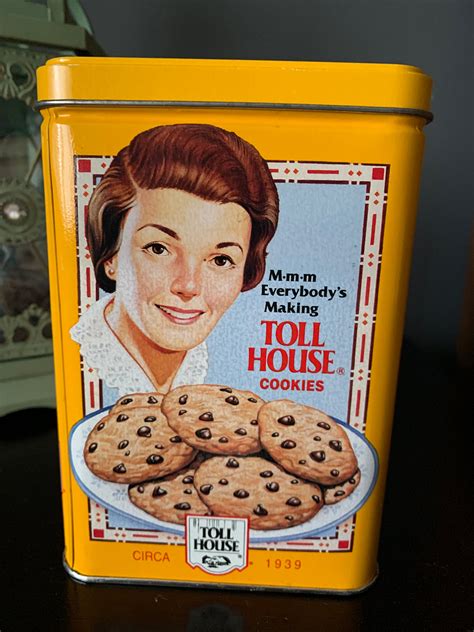 M-m-m
Everybody's
Making
TOLL
HOUSE®
COOKIES
TOLL
HOUSE
®
CIRCA 1939